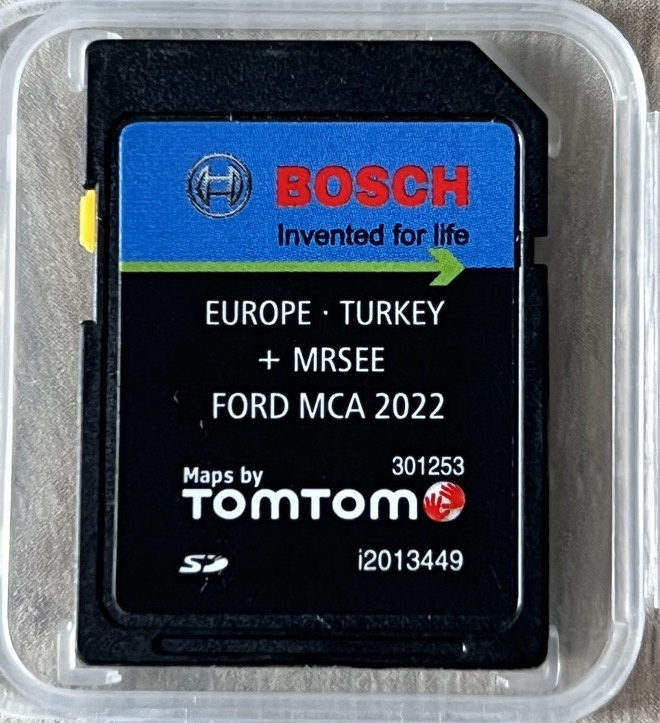 BOSCH
Invented for life
EUROPE · TURKEY
+ MRSEE
FORD MCA 2022
301253
Maps by
TOMTOM
SD
i2013449